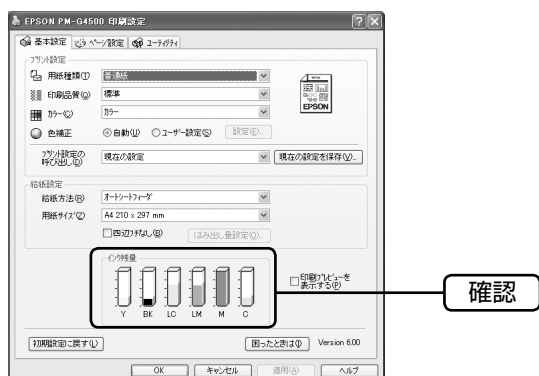 EPSON PM-G4500 印刷設定
基本設定 ページ設定 ユーティリティ
プリント設定
用紙種類(T) 普通紙
印刷品質(Q) 標準
カラー(C) カラー
EPSON
色補正 自動(U) ユーザー設定(S) 設定(E)...
プリント設定の
呼び出し(D) 現在の設定 現在の設定を保存(V)...
給紙設定
給紙方法(R) オートシートフィーダ
用紙サイズ(Z) A4 210 x 297 mm
四辺フチなし(B) はみ出し量設定(O)...
インク残量
Y BK LC LM M C
印刷プレビューを
表示する(P)
確認
初期設定に戻す(L) 困ったときは(I) Version 6.00
OK キャンセル 適用(A) ヘルプ